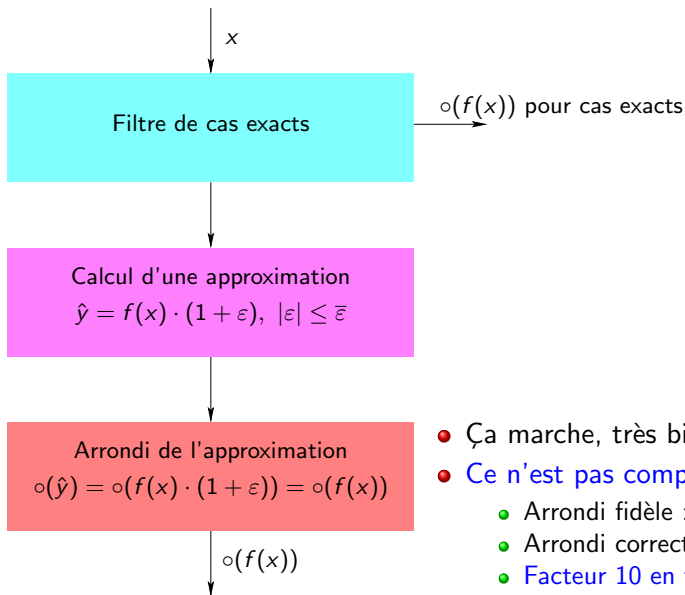 x
Filtre de cas exacts
∘(f(x)) pour cas exacts
Calcul d'une approximation
ŷ = f(x) · (1 + ε), |ε| ≤ ε̅
Arrondi de l'approximation
∘(ŷ) = ∘(f(x) · (1 + ε)) = ∘(f(x))
∘(f(x))
Ça marche, très bi
Ce n'est pas comp
Arrondi fidèle :
Arrondi correct
Facteur 10 en